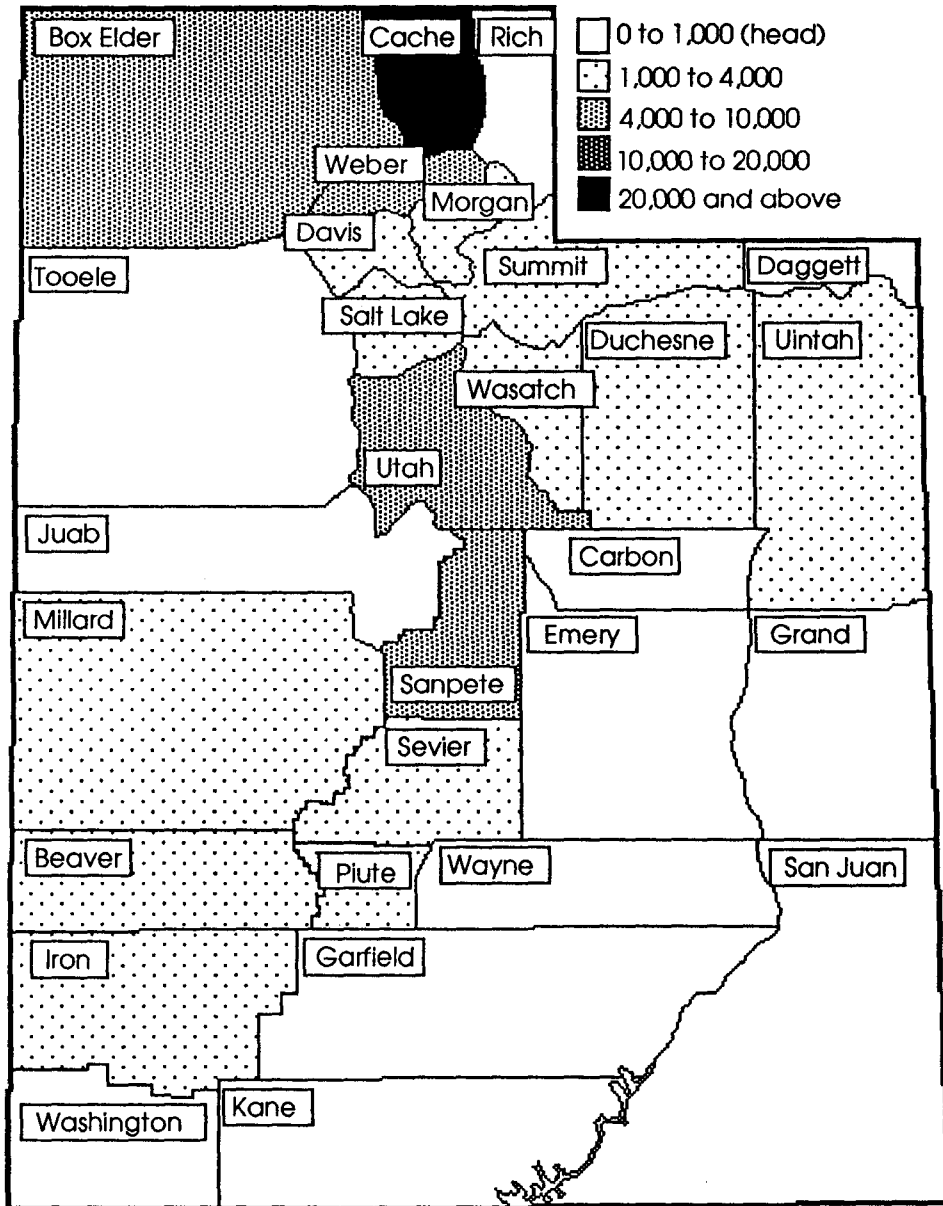 Box Elder
Cache
Rich
0 to 1,000 (head)
1,000 to 4,000
4,000 to 10,000
10,000 to 20,000
20,000 and above
Weber
Morgan
Davis
Summit
Daggett
Tooele
Salt Lake
Duchesne
Uintah
Wasatch
Utah
Juab
Carbon
Millard
Emery
Grand
Sanpete
Sevier
Beaver
Piute
Wayne
San Juan
Iron
Garfield
Washington
Kane